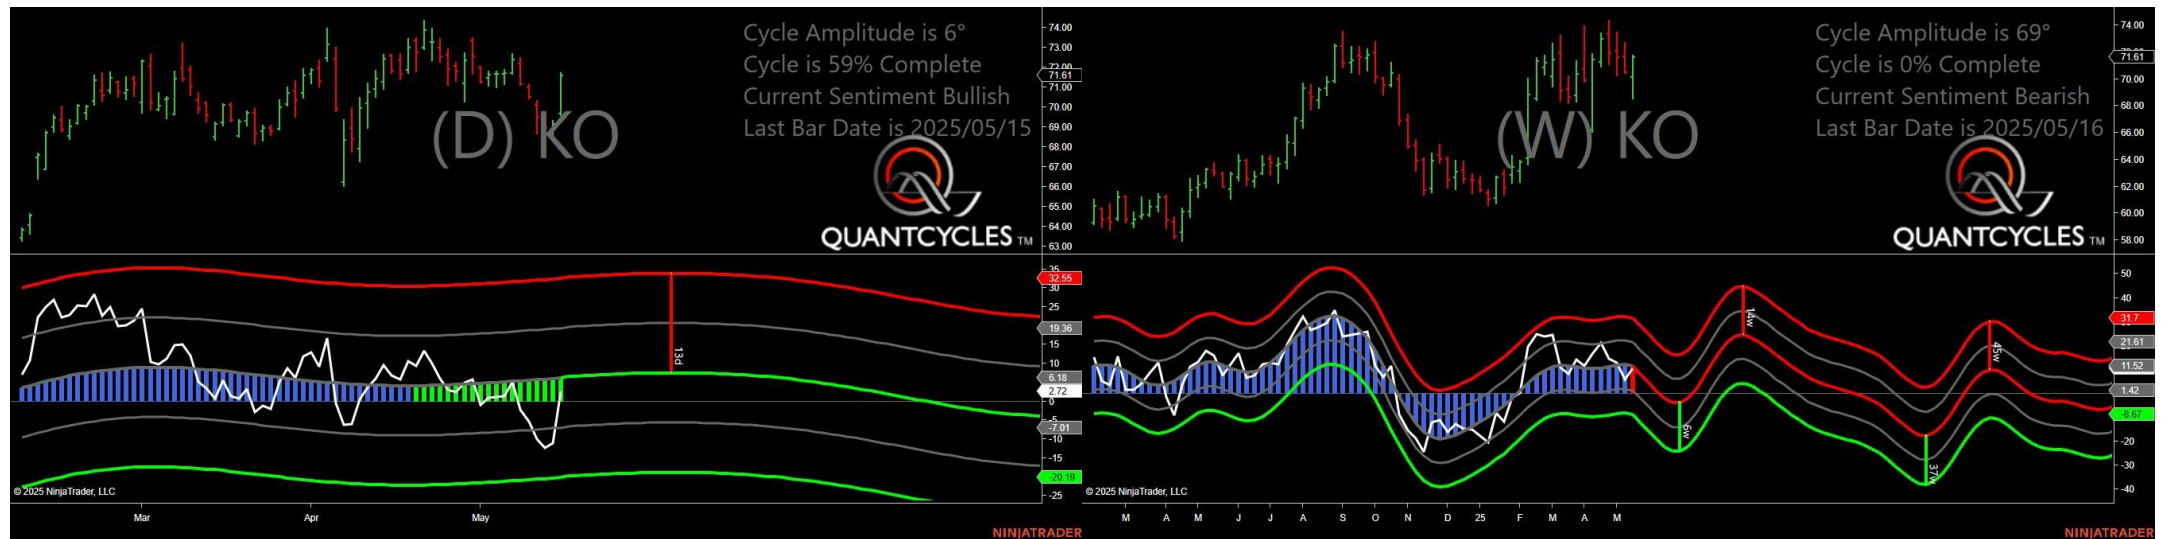 Cycle Amplitude is 6°
Cycle is 59% Complete
Current Sentiment Bullish
Last Bar Date is 2025/05/15
(D) KO
QUANTCYCLES TM
74.00
73.00
72.00
71.61
71.00
70.00
69.00
68.00
67.00
66.00
65.00
64.00
63.00
35
32.55
30
25
19.36
15
10
6.18
2.72
0
-5
-7.01
-10
-15
-20.19
-25
13d
© 2025 NinjaTrader, LLC
Mar
Apr
May
NINJATRADER
Cycle Amplitude is 69°
Cycle is 0% Complete
Current Sentiment Bearish
Last Bar Date is 2025/05/16
(W) KO
QUANTCYCLES TM
74.00
71.61
70.00
68.00
66.00
64.00
62.00
60.00
58.00
50
40
31.7
21.61
11.52
1.42
-8.67
-20
-30
-40
14w
45w
6w
37w
© 2025 NinjaTrader, LLC
M
A
M
J
J
A
S
O
N
D
25
F
M
A
M
NINJATRADER